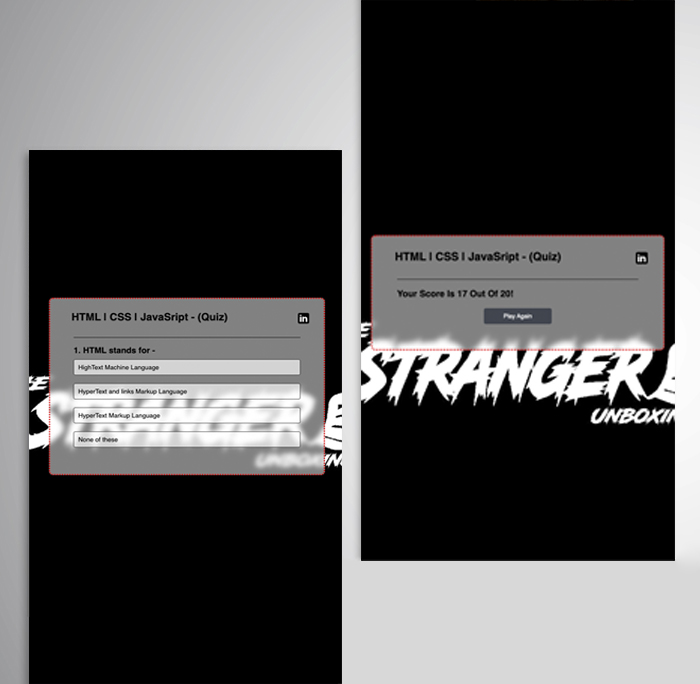 HTML | CSS | JavaSript - (Quiz)
in
1. HTML stands for -
HighText Machine Language
HyperText and links Markup Language
HyperText Markup Language
None of these
STRANGER
UNBOXIN
HTML | CSS | JavaSript - (Quiz)
in
Your Score Is 17 Out Of 20!
Play Again
STRANGER
UNBOXIN